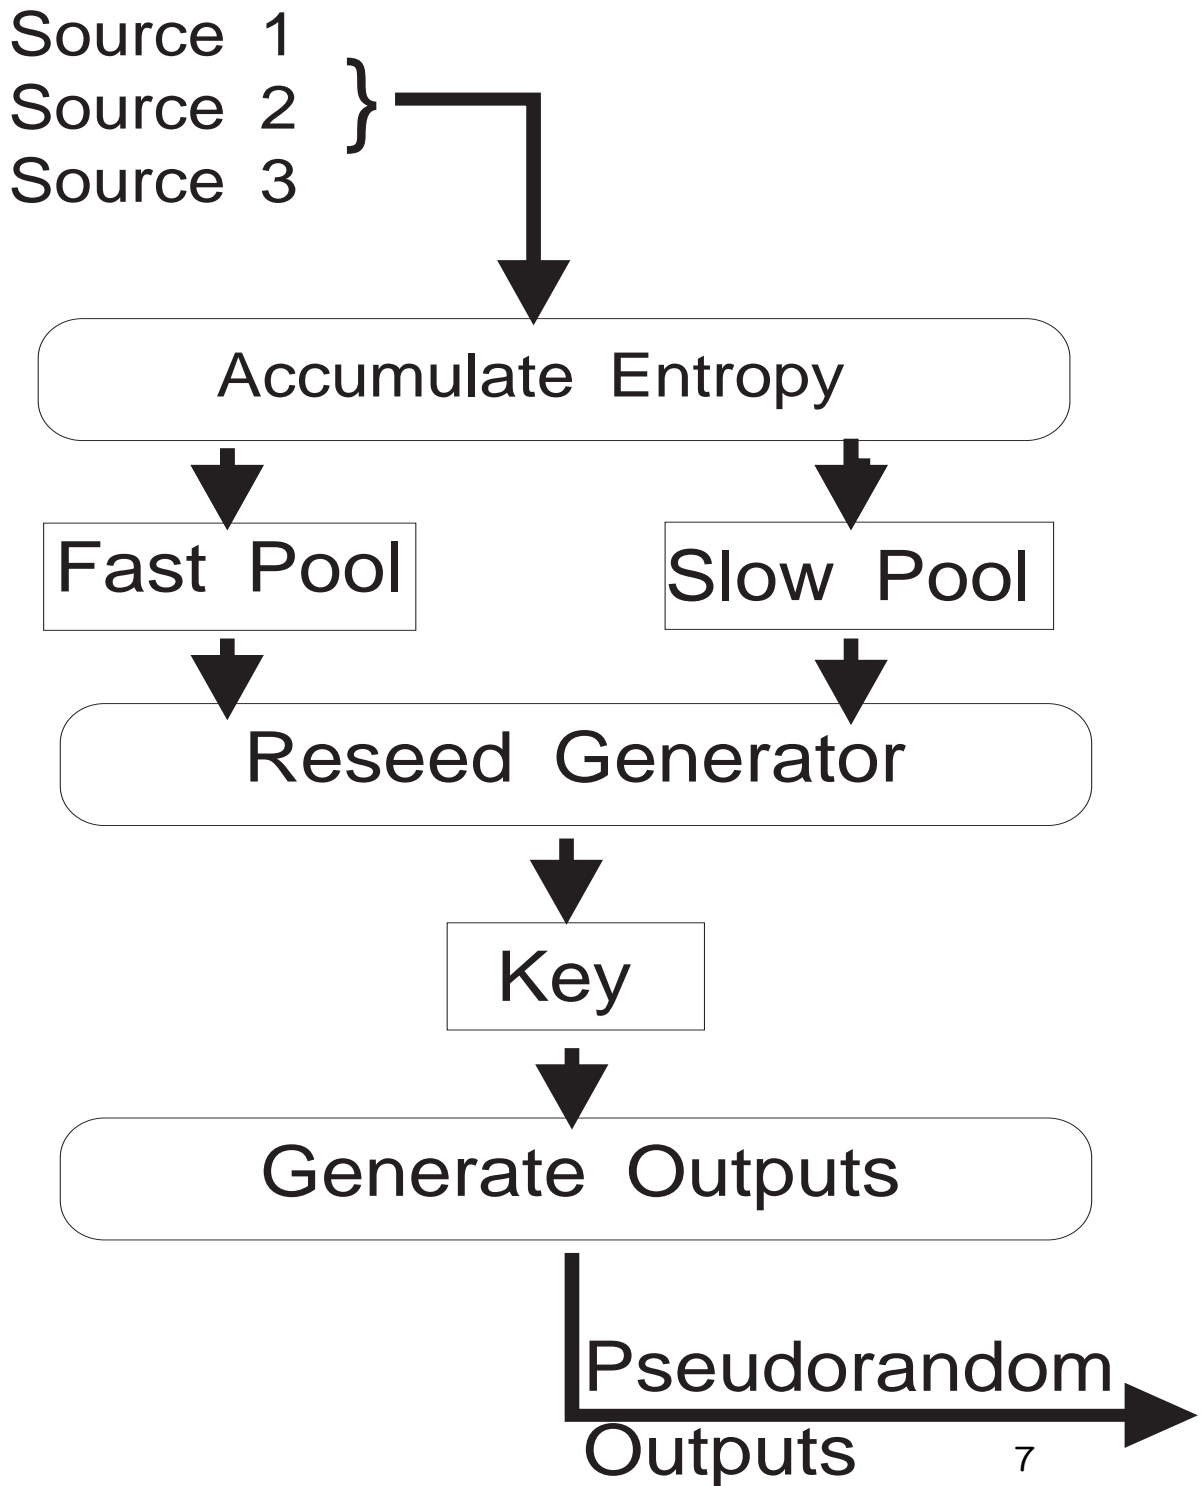 Source 1
Source 2
Source 3
}
Accumulate Entropy
Fast Pool
Slow Pool
Reseed Generator
Key
Generate Outputs
Pseudorandom
Outputs
7